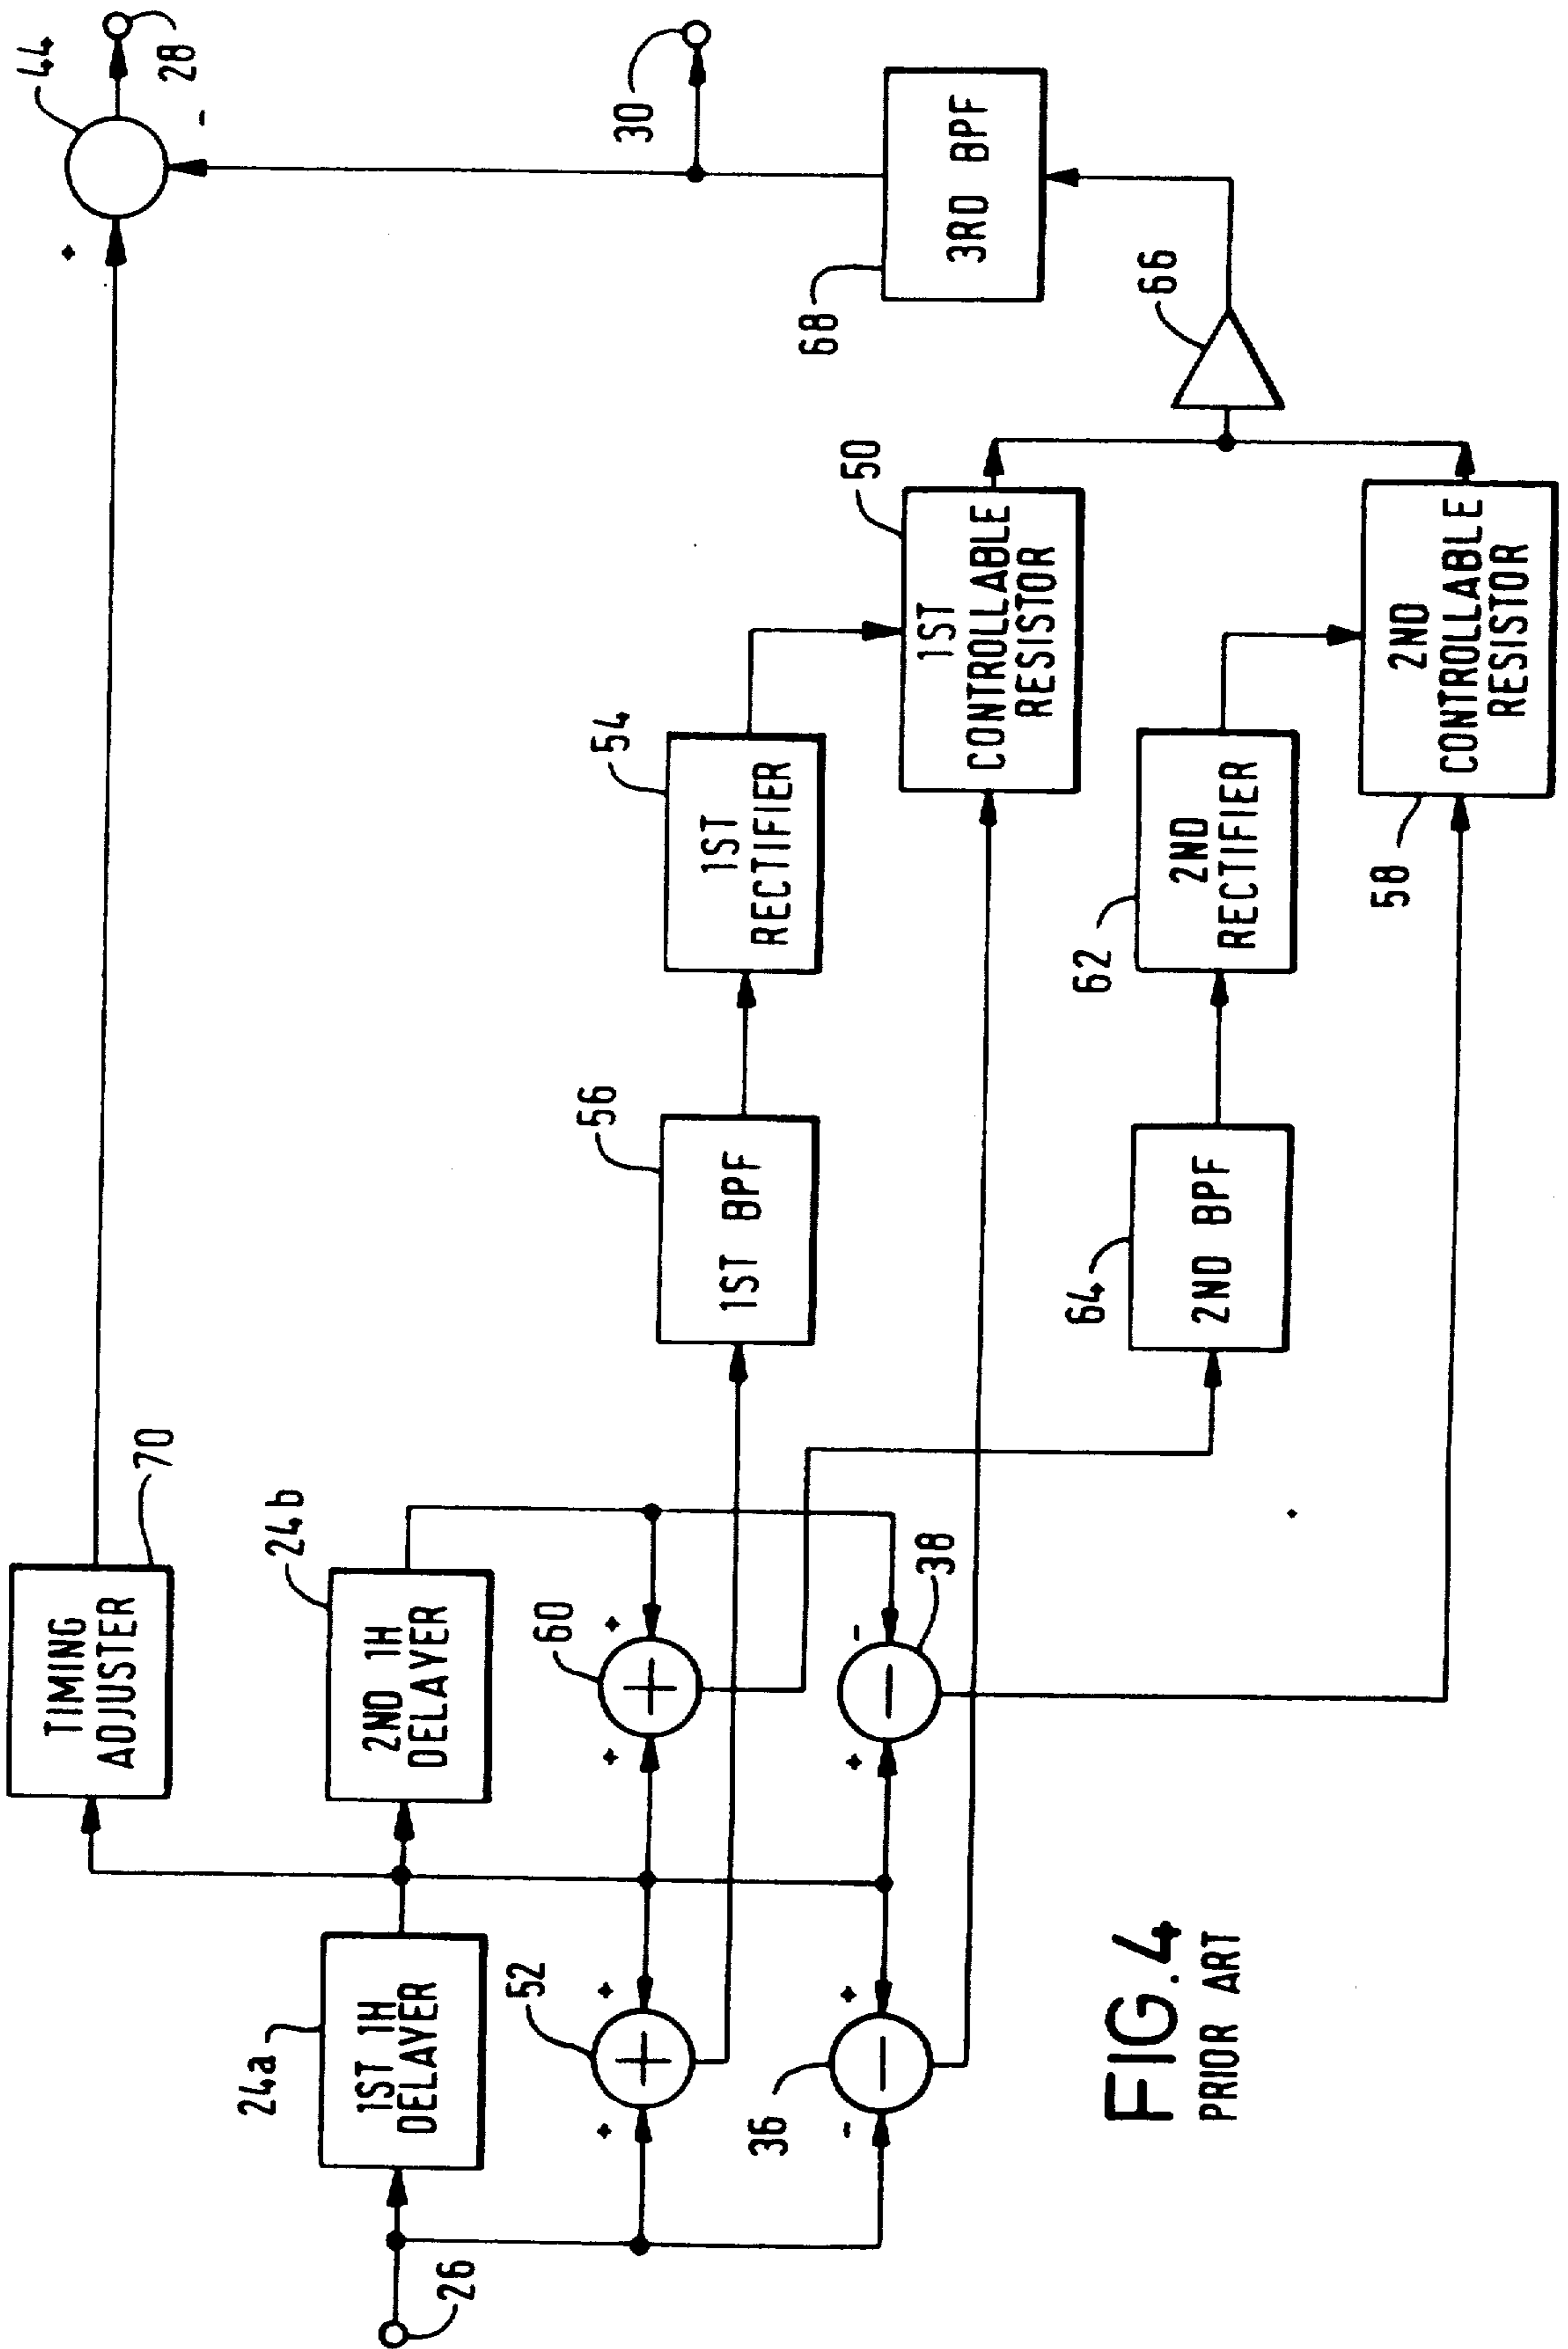 44
28
+
-
30
TIMING
ADJUSTER
70
24a
1ST 1H
DELAYER
24b
2ND 1H
DELAYER
26
52
+
+
+
60
+
+
+
36
-
+
-
38
+
-
-
56
1ST BPF
54
1ST
RECTIFIER
50
1ST
CONTROLLABLE
RESISTOR
64
2ND BPF
62
2ND
RECTIFIER
58
2ND
CONTROLLABLE
RESISTOR
66
68
3RD BPF
FIG.4
PRIOR ART